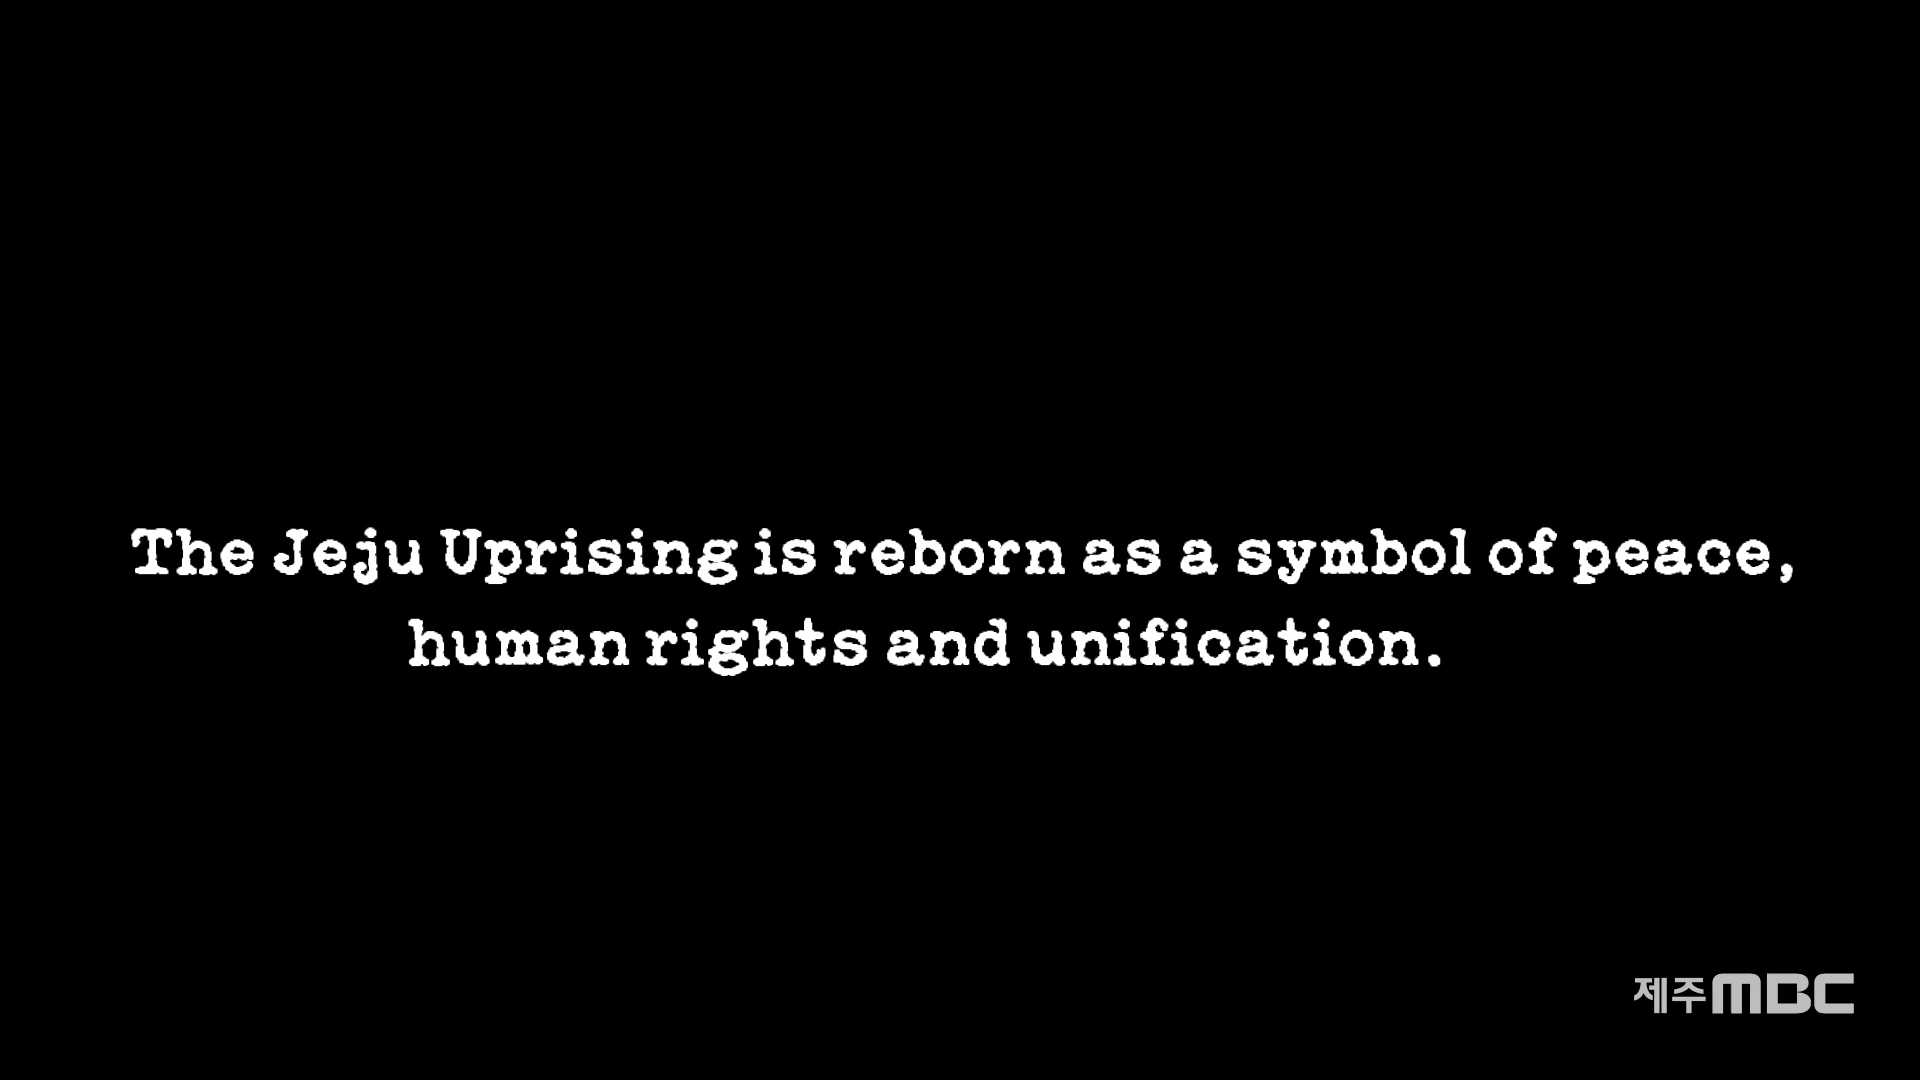 The Jeju Uprising is reborn as a symbol of peace,
human rights and unification.
제주MBC